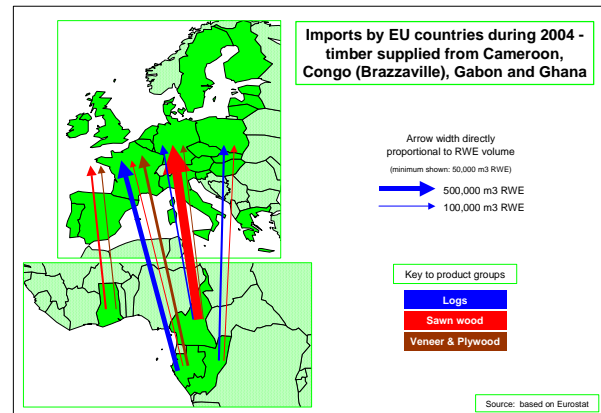 Imports by EU countries during 2004 -
timber supplied from Cameroon,
Congo (Brazzaville), Gabon and Ghana
Arrow width directly
proportional to RWE volume
(minimum shown: 50,000 m3 RWE)
500,000 m3 RWE
100,000 m3 RWE
Key to product groups
Logs
Sawn wood
Veneer & Plywood
Source: based on Eurostat